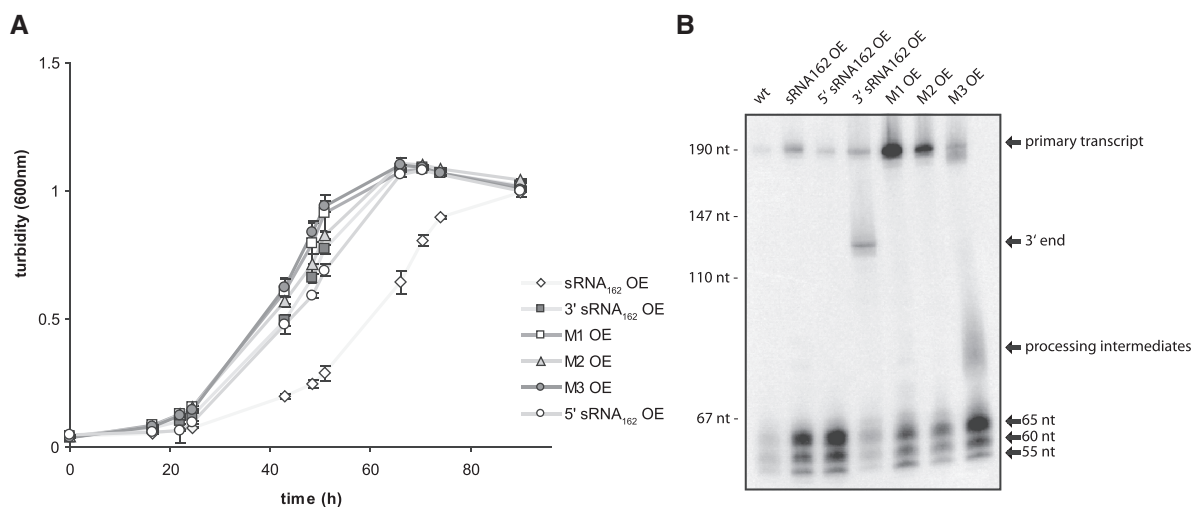 A
1.5
1
0.5
0
turbidity (600nm)
0 20 40 60 80
time (h)
sRNA162 OE
3' sRNA162 OE
M1 OE
M2 OE
M3 OE
5' sRNA162 OE
B
wt
sRNA162 OE
5' sRNA162 OE
3' sRNA162 OE
M1 OE
M2 OE
M3 OE
190 nt -
147 nt -
110 nt -
67 nt -
primary transcript
3' end
processing intermediates
65 nt
60 nt
55 nt